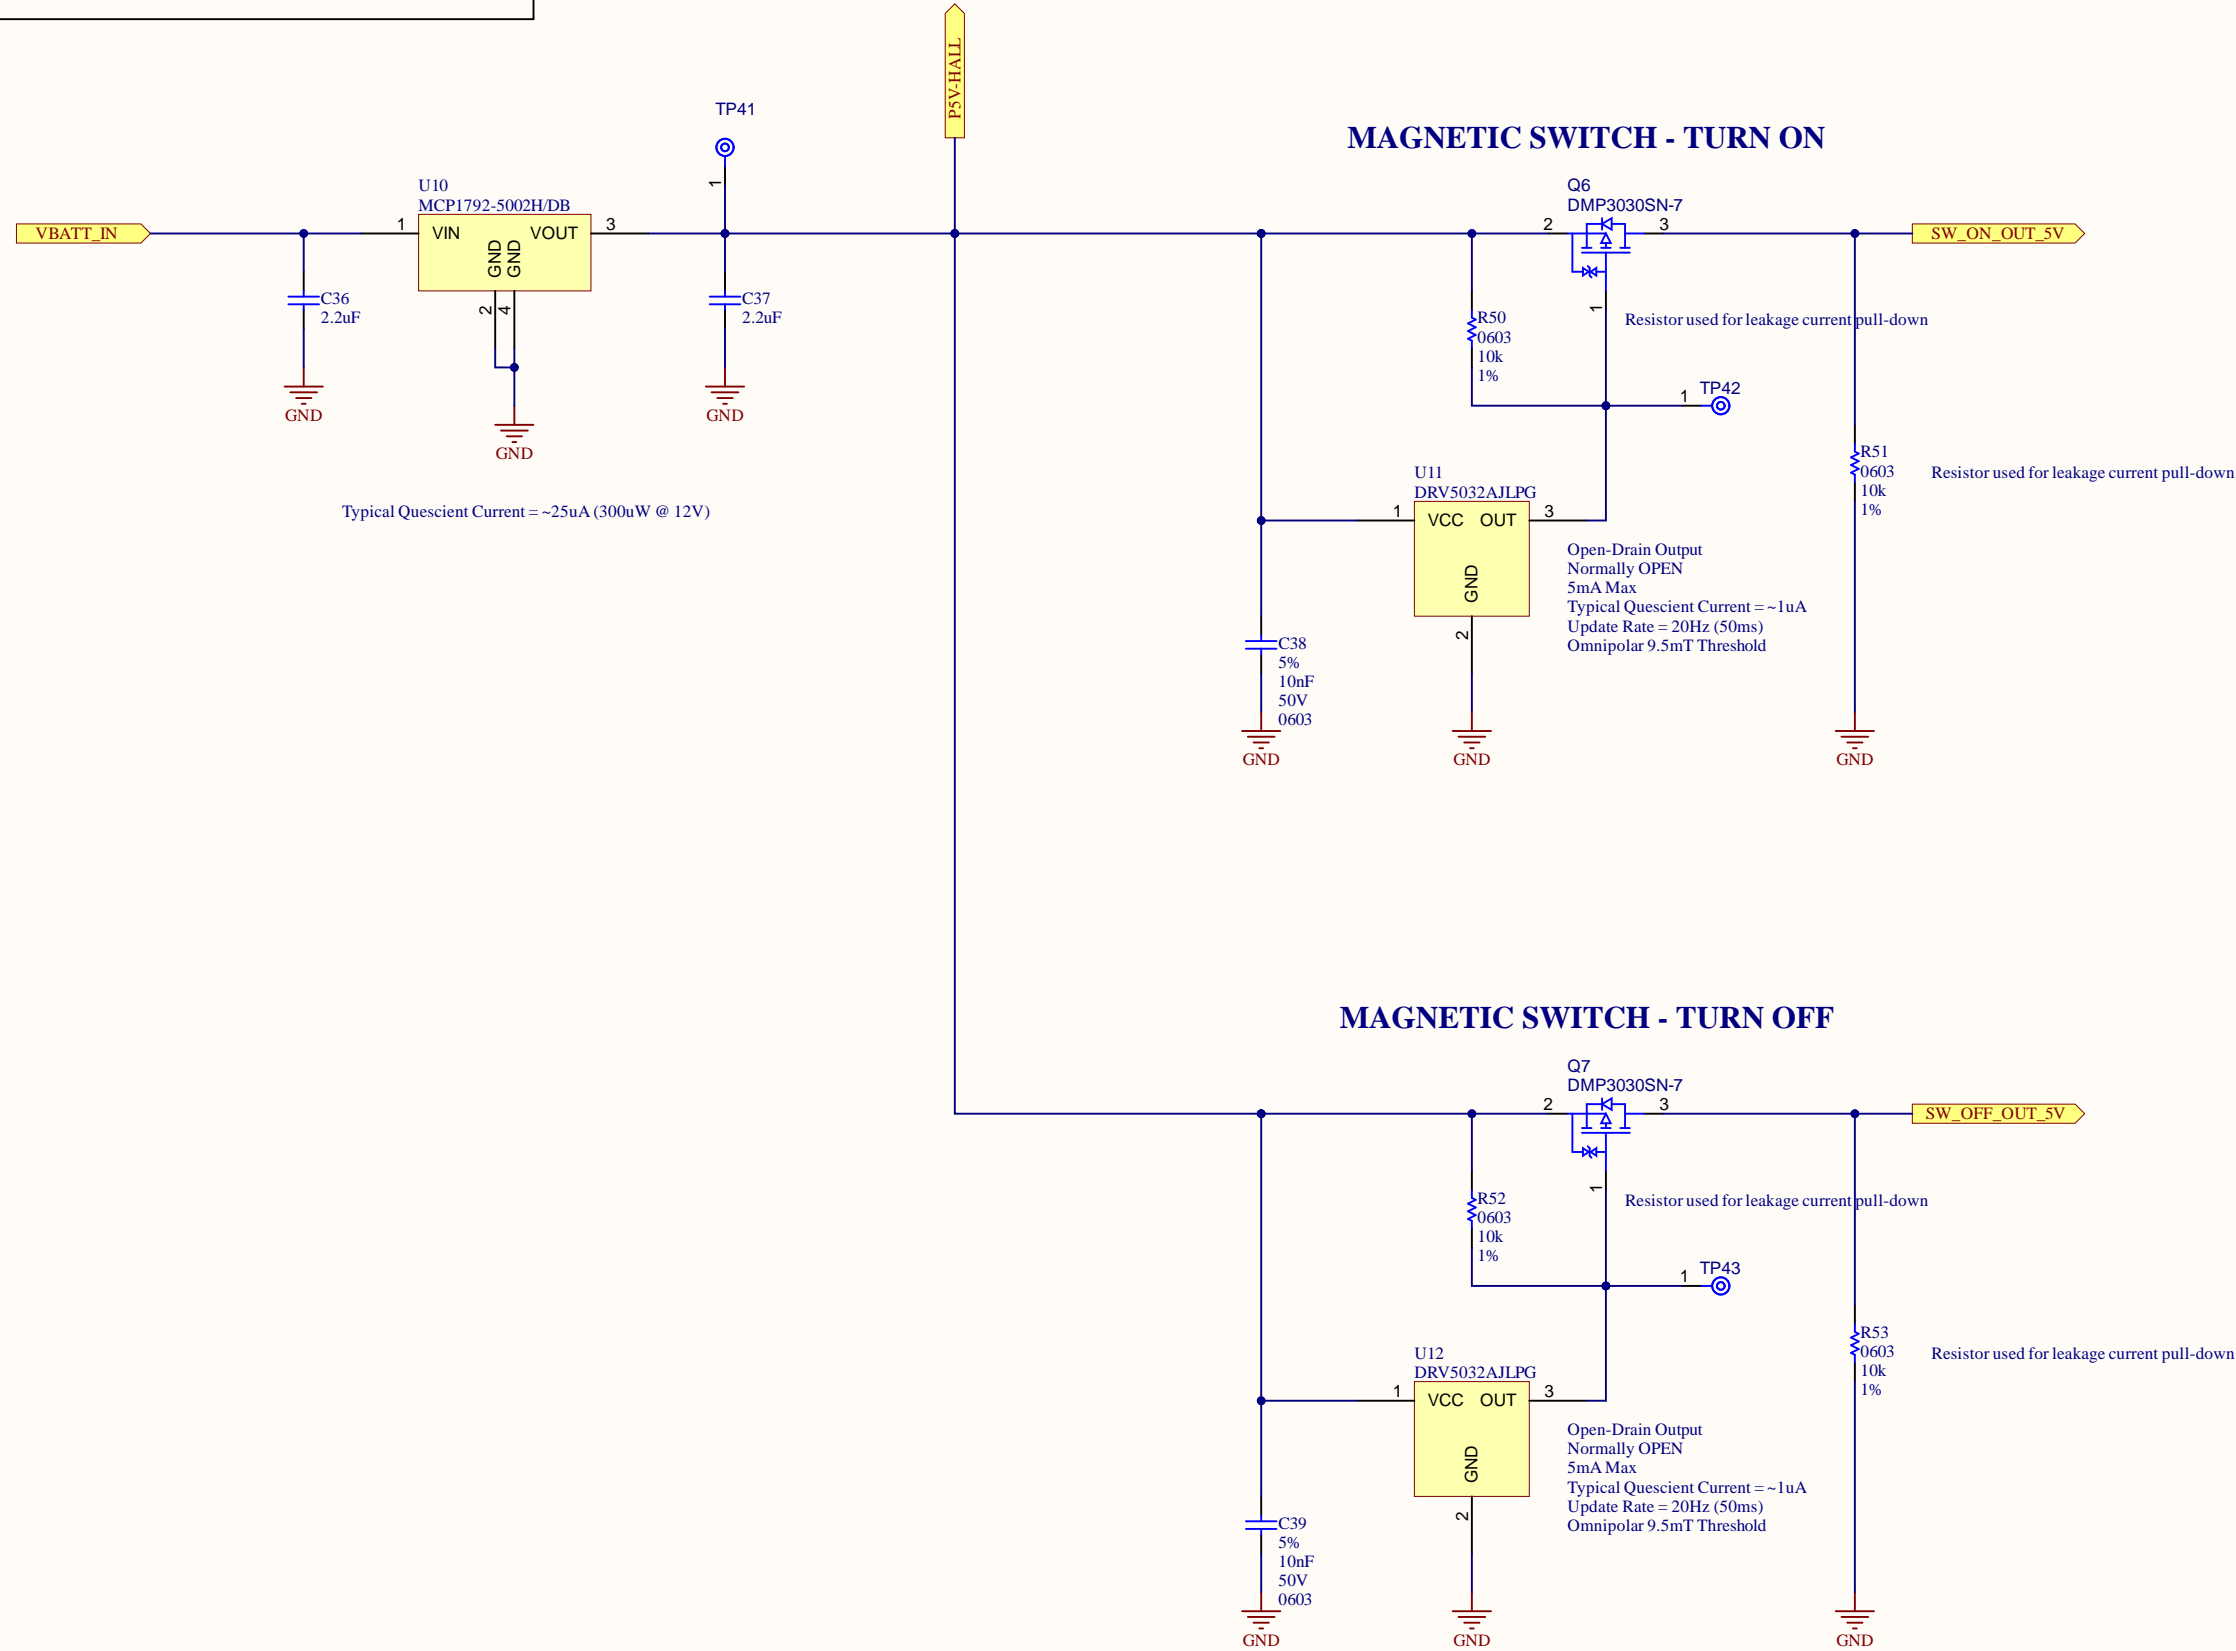 P5V-HALL
TP41
1
VBATT_IN
U10
MCP1792-5002H/DB
1
VIN
VOUT
3
GND
GND
2
4
C36
2.2uF
GND
GND
C37
2.2uF
GND
Typical Quescient Current = ~25uA (300uW @ 12V)
MAGNETIC SWITCH - TURN ON
Q6
DMP3030SN-7
2
3
1
SW_ON_OUT_5V
Resistor used for leakage current pull-down
R50
0603
10k
1%
1
TP42
R51
0603
10k
1%
Resistor used for leakage current pull-down
U11
DRV5032AJLPG
1
VCC
OUT
3
GND
2
Open-Drain Output
Normally OPEN
5mA Max
Typical Quescient Current = ~1uA
Update Rate = 20Hz (50ms)
Omnipolar 9.5mT Threshold
C38
5%
10nF
50V
0603
GND
GND
GND
MAGNETIC SWITCH - TURN OFF
Q7
DMP3030SN-7
2
3
1
SW_OFF_OUT_5V
Resistor used for leakage current pull-down
R52
0603
10k
1%
1
TP43
R53
0603
10k
1%
Resistor used for leakage current pull-down
U12
DRV5032AJLPG
1
VCC
OUT
3
GND
2
Open-Drain Output
Normally OPEN
5mA Max
Typical Quescient Current = ~1uA
Update Rate = 20Hz (50ms)
Omnipolar 9.5mT Threshold
C39
5%
10nF
50V
0603
GND
GND
GND